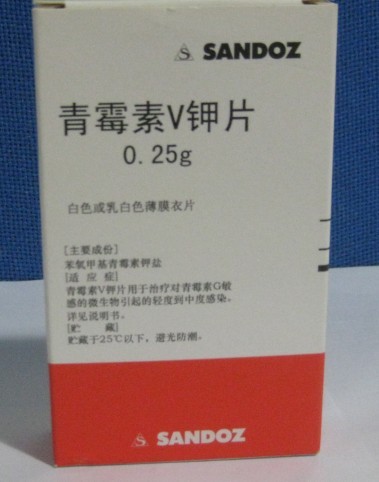 SANDOZ
青霉素V钾片
0.25g
白色或乳白色薄膜衣片
[主要成份]
苯氧甲基青霉素钾盐
[适 应 症]
青霉素V钾片用于治疗对青霉素G敏
感的微生物引起的轻度到中度感染。
详见说明书。
[贮 藏]
贮藏于25℃以下，避光防潮。
SANDOZ